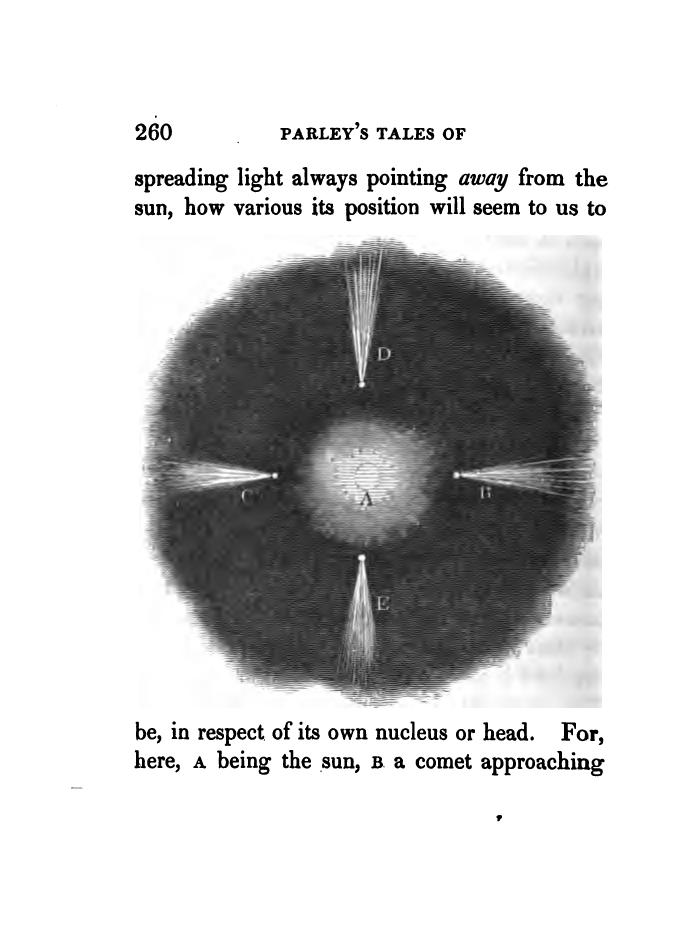 260 PARLEY'S TALES OF
spreading light always pointing away from the
sun, how various its position will seem to us to
D
C
A
B
E
be, in respect of its own nucleus or head. For,
here, A being the sun, B a comet approaching